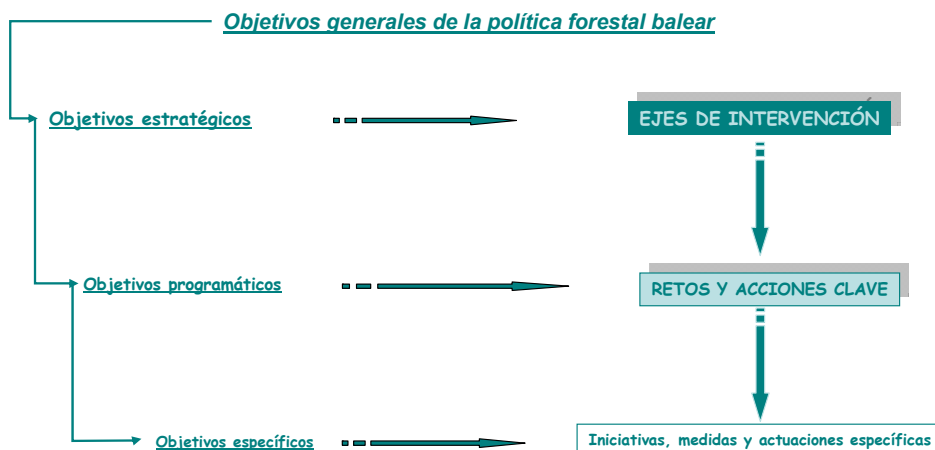 Objetivos generales de la política forestal balear
Objetivos estratégicos
EJES DE INTERVENCIÓN
Objetivos programáticos
RETOS Y ACCIONES CLAVE
Objetivos específicos
Iniciativas, medidas y actuaciones específicas